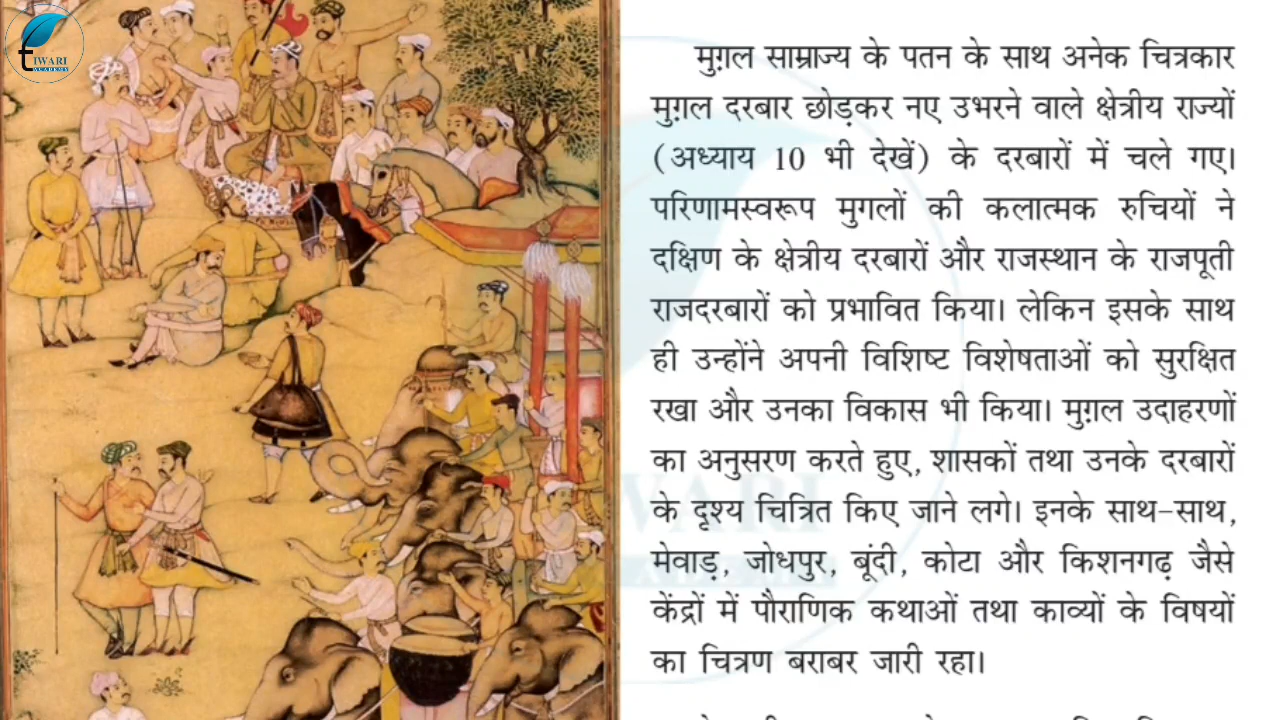 tIWARI
ACADEMY
मुग़ल साम्राज्य के पतन के साथ अनेक चित्रकार
मुग़ल दरबार छोड़कर नए उभरने वाले क्षेत्रीय राज्यों
(अध्याय 10 भी देखें) के दरबारों में चले गए।
परिणामस्वरूप मुगलों की कलात्मक रुचियों ने
दक्षिण के क्षेत्रीय दरबारों और राजस्थान के राजपूती
राजदरबारों को प्रभावित किया। लेकिन इसके साथ
ही उन्होंने अपनी विशिष्ट विशेषताओं को सुरक्षित
रखा और उनका विकास भी किया। मुग़ल उदाहरणों
का अनुसरण करते हुए, शासकों तथा उनके दरबारों
के दृश्य चित्रित किए जाने लगे। इनके साथ-साथ,
मेवाड़, जोधपुर, बूंदी, कोटा और किशनगढ़ जैसे
केंद्रों में पौराणिक कथाओं तथा काव्यों के विषयों
का चित्रण बराबर जारी रहा।